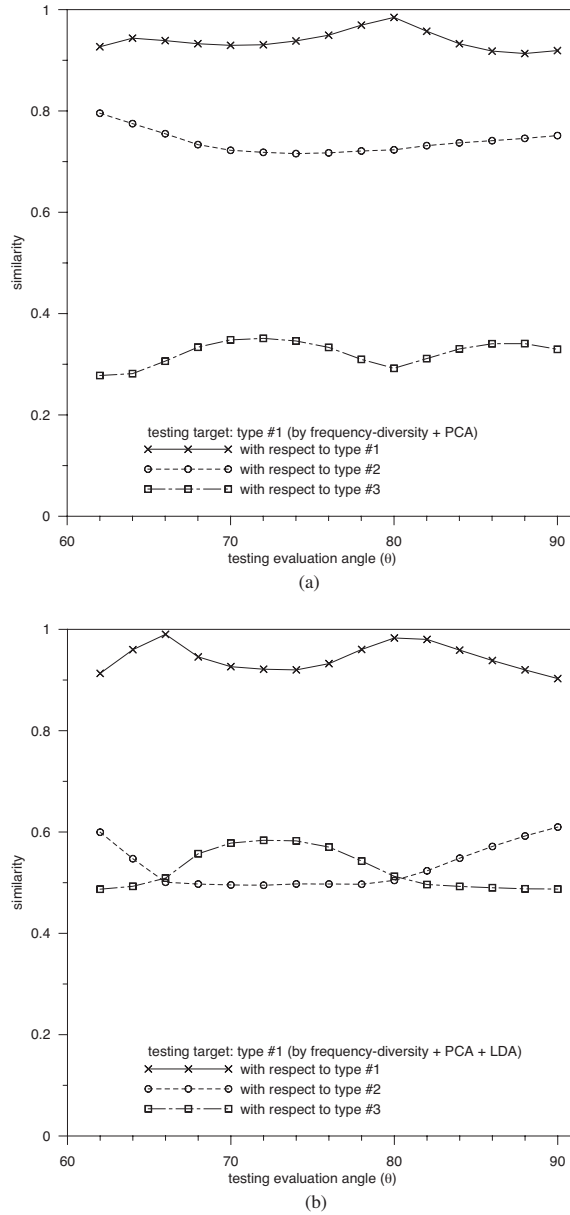 1
0.8
0.6
similarity
0.4
0.2
0
testing target: type #1 (by frequency-diversity + PCA)
with respect to type #1
with respect to type #2
with respect to type #3
60 70 80 90
testing evaluation angle (θ)
(a)
1
0.8
0.6
similarity
0.4
0.2
0
testing target: type #1 (by frequency-diversity + PCA + LDA)
with respect to type #1
with respect to type #2
with respect to type #3
60 70 80 90
testing evaluation angle (θ)
(b)